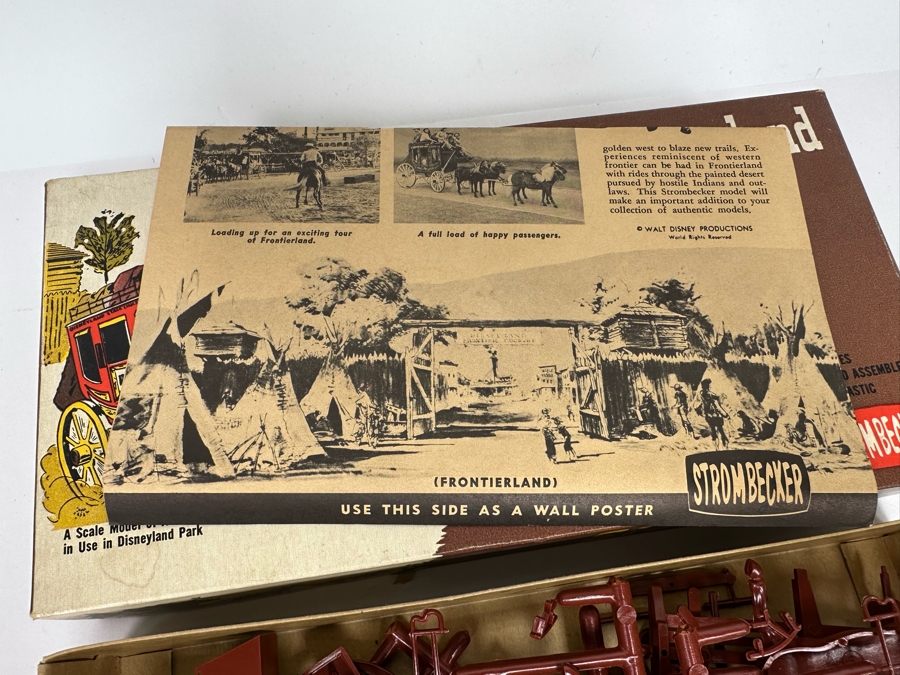 golden west to blaze new trails, Ex-
periences reminiscent of western
frontier can be had in Frontierland
with rides through the painted desert
pursued by hostile Indians and out-
laws. This Strombecker model will
make an important addition to your
collection of authentic models.
© WALT DISNEY PRODUCTIONS
World Rights Reserved
Loading up for an exciting tour
of Frontierland.
A full load of happy passengers.
(FRONTIERLAND)
USE THIS SIDE AS A WALL POSTER
STROMBECKER
A Scale Model
in Use in Disneyland Park
ASSEMBLE